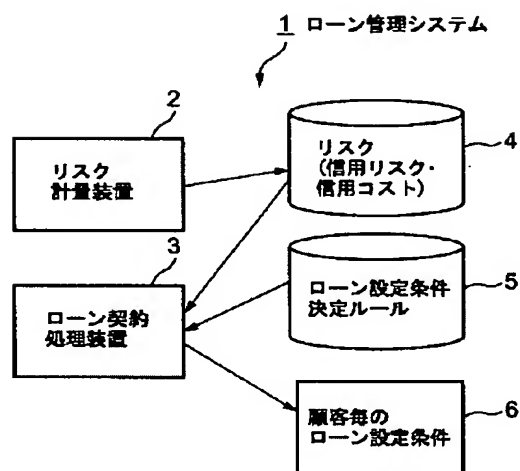 1 ローン管理システム
2
リスク
計量装置
4
リスク
(信用リスク・
信用コスト)
3
ローン契約
処理装置
5
ローン設定条件
決定ルール
6
顧客毎の
ローン設定条件